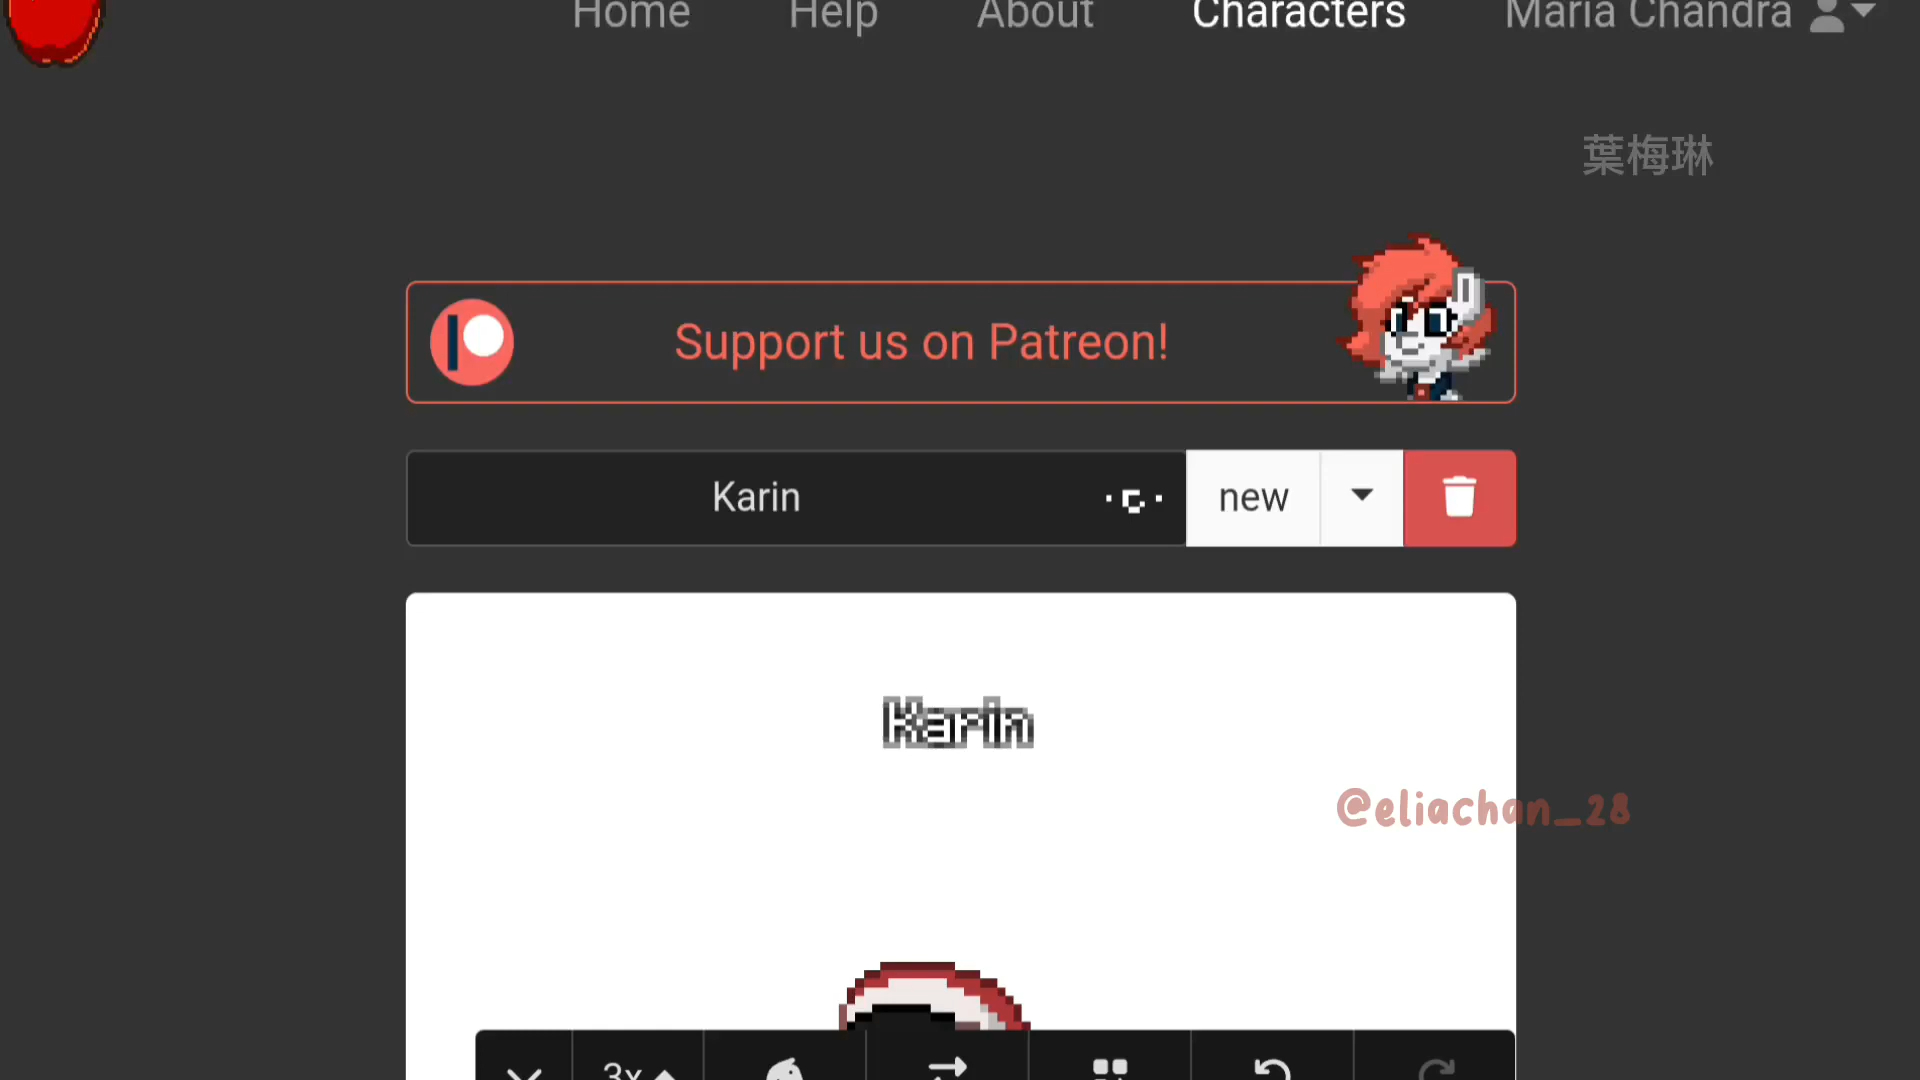 Home Help About Characters Maria Chandra
葉梅琳
Support us on Patreon!
Karin
new
Karin
@eliachan_28
3x